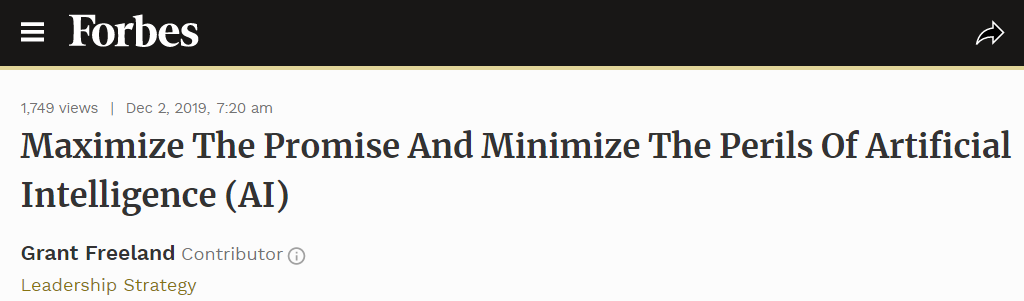 Forbes
1,749 views | Dec 2, 2019, 7:20 am
Maximize The Promise And Minimize The Perils Of Artificial
Intelligence (AI)
Grant Freeland Contributor
Leadership Strategy